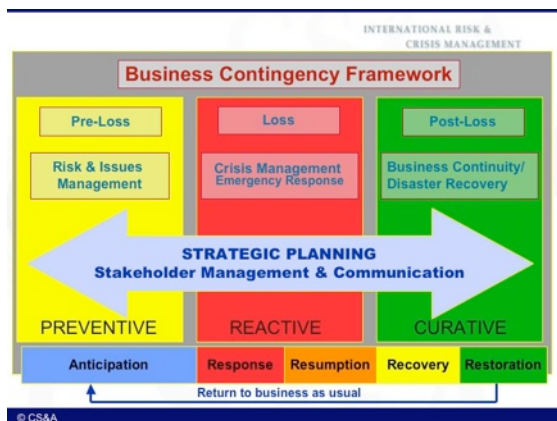 INTERNATIONAL RISK &
CRISIS MANAGEMENT
Business Contingency Framework
Pre-Loss
Loss
Post-Loss
Risk & Issues
Management
Crisis Management
Emergency Response
Business Continuity/
Disaster Recovery
STRATEGIC PLANNING
Stakeholder Management & Communication
PREVENTIVE
REACTIVE
CURATIVE
Anticipation
Response
Resumption
Recovery
Restoration
Return to business as usual
© CS&A